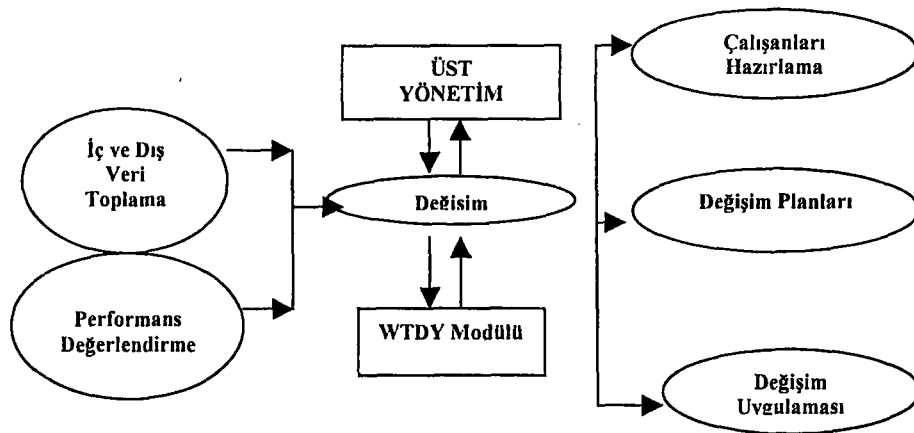 İç ve Dış
Veri
Toplama
Performans
Değerlendirme
ÜST
YÖNETİM
Değisim
WTDY Modülü
Çalışanları
Hazırlama
Değişim Planları
Değişim
Uygulaması